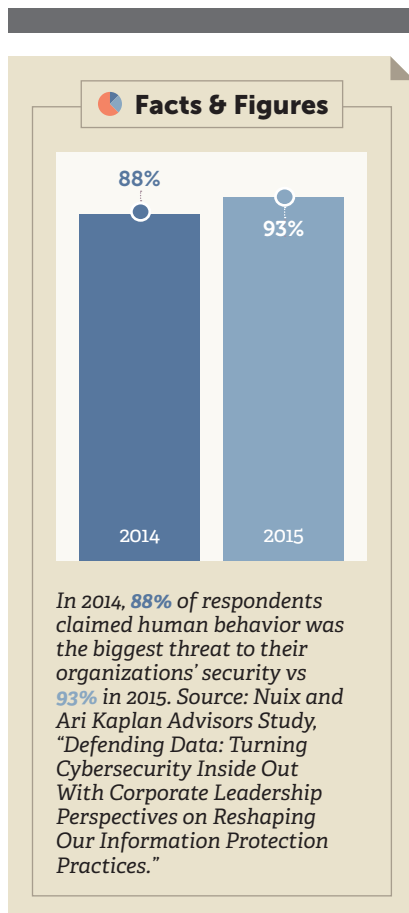 Facts & Figures
88%
93%
2014
2015
In 2014, 88% of respondents
claimed human behavior was
the biggest threat to their
organizations’ security vs
93% in 2015. Source: Nuix and
Ari Kaplan Advisors Study,
“Defending Data: Turning
Cybersecurity Inside Out
With Corporate Leadership
Perspectives on Reshaping
Our Information Protection
Practices.”